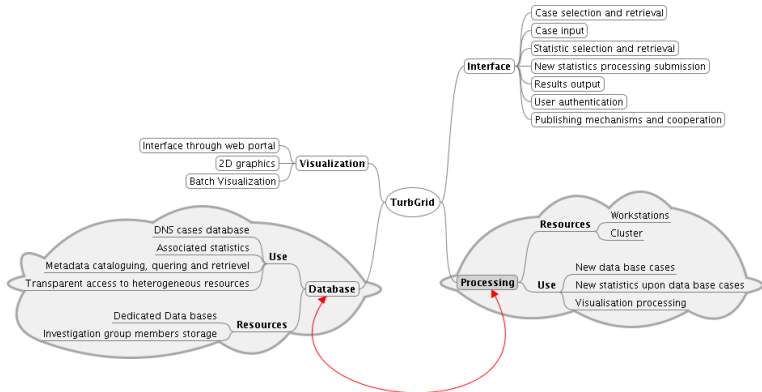 TurbGrid
Interface
Case selection and retrieval
Case input
Statistic selection and retrieval
New statistics processing submission
Results output
User authentication
Publishing mechanisms and cooperation
Visualization
Interface through web portal
2D graphics
Batch Visualization
Database
Use
DNS cases database
Associated statistics
Metadata cataloguing, quering and retrievel
Transparent access to heterogeneous resources
Resources
Dedicated Data bases
Investigation group members storage
Processing
Resources
Workstations
Cluster
Use
New data base cases
New statistics upon data base cases
Visualisation processing